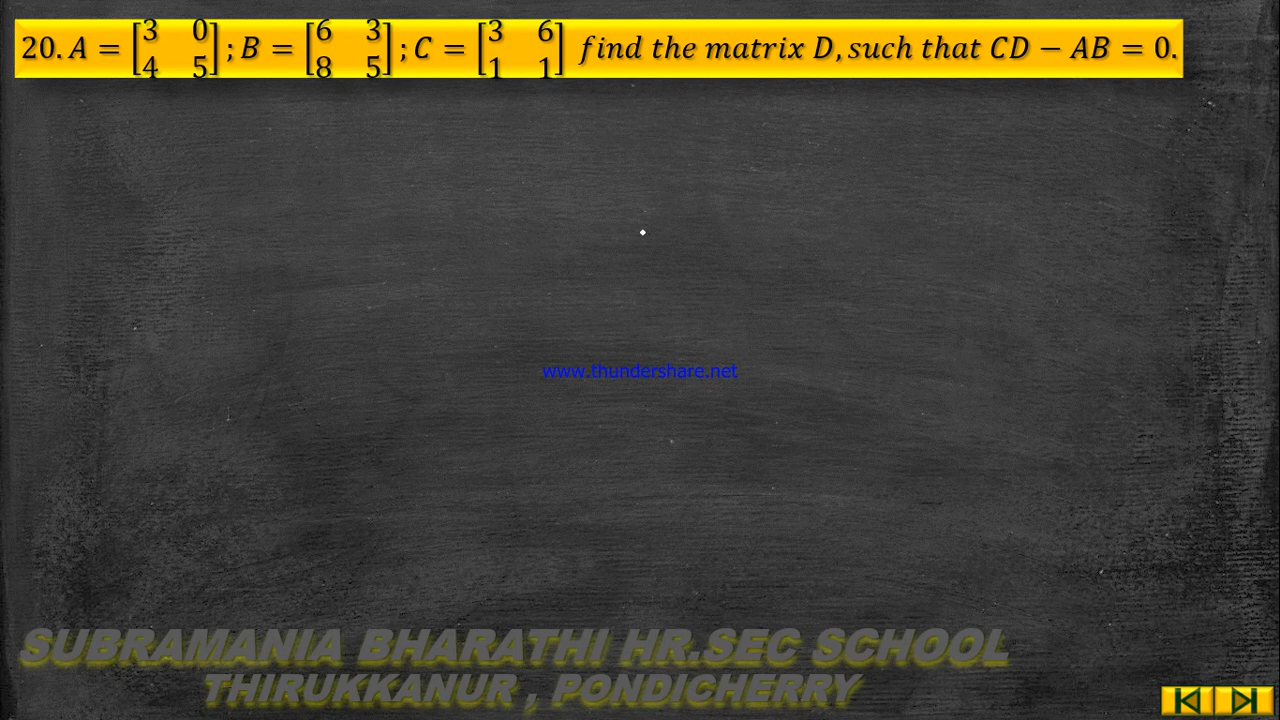 20. A = [3 0 4 5] ; B = [6 3 8 5] ; C = [3 6 1 1] find the matrix D, such that CD − AB = 0.
www.thundershare.net
SUBRAMANIA BHARATHI HR.SEC SCHOOL
THIRUKKANUR , PONDICHERRY